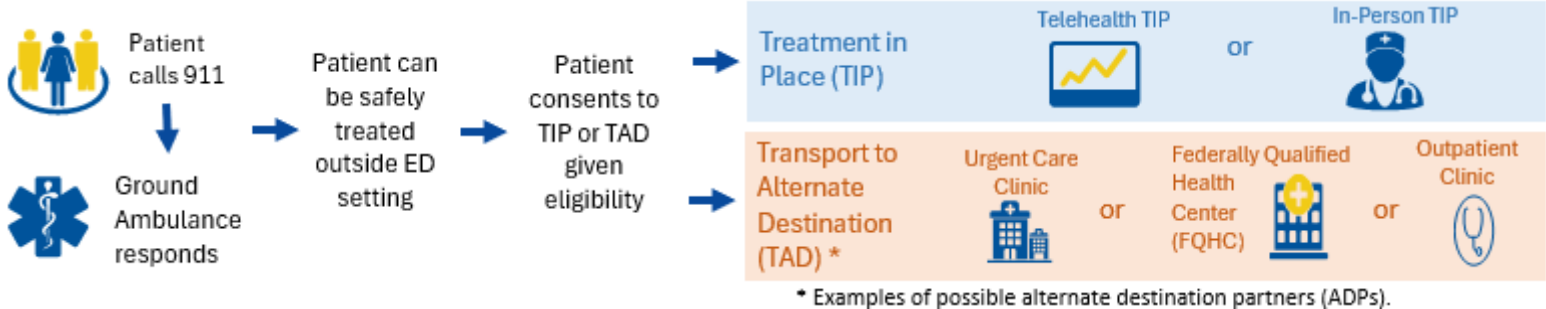 Patient
calls 911
Ground
Ambulance
responds
Patient can
be safely
treated
outside ED
setting
Patient
consents to
TIP or TAD
given
eligibility
Treatment in
Place (TIP)
Telehealth TIP
or
In-Person TIP
Transport to
Alternate
Destination
(TAD) *
Urgent Care
Clinic
or
Federally Qualified
Health
Center
(FQHC)
or
Outpatient
Clinic
* Examples of possible alternate destination partners (ADPs).